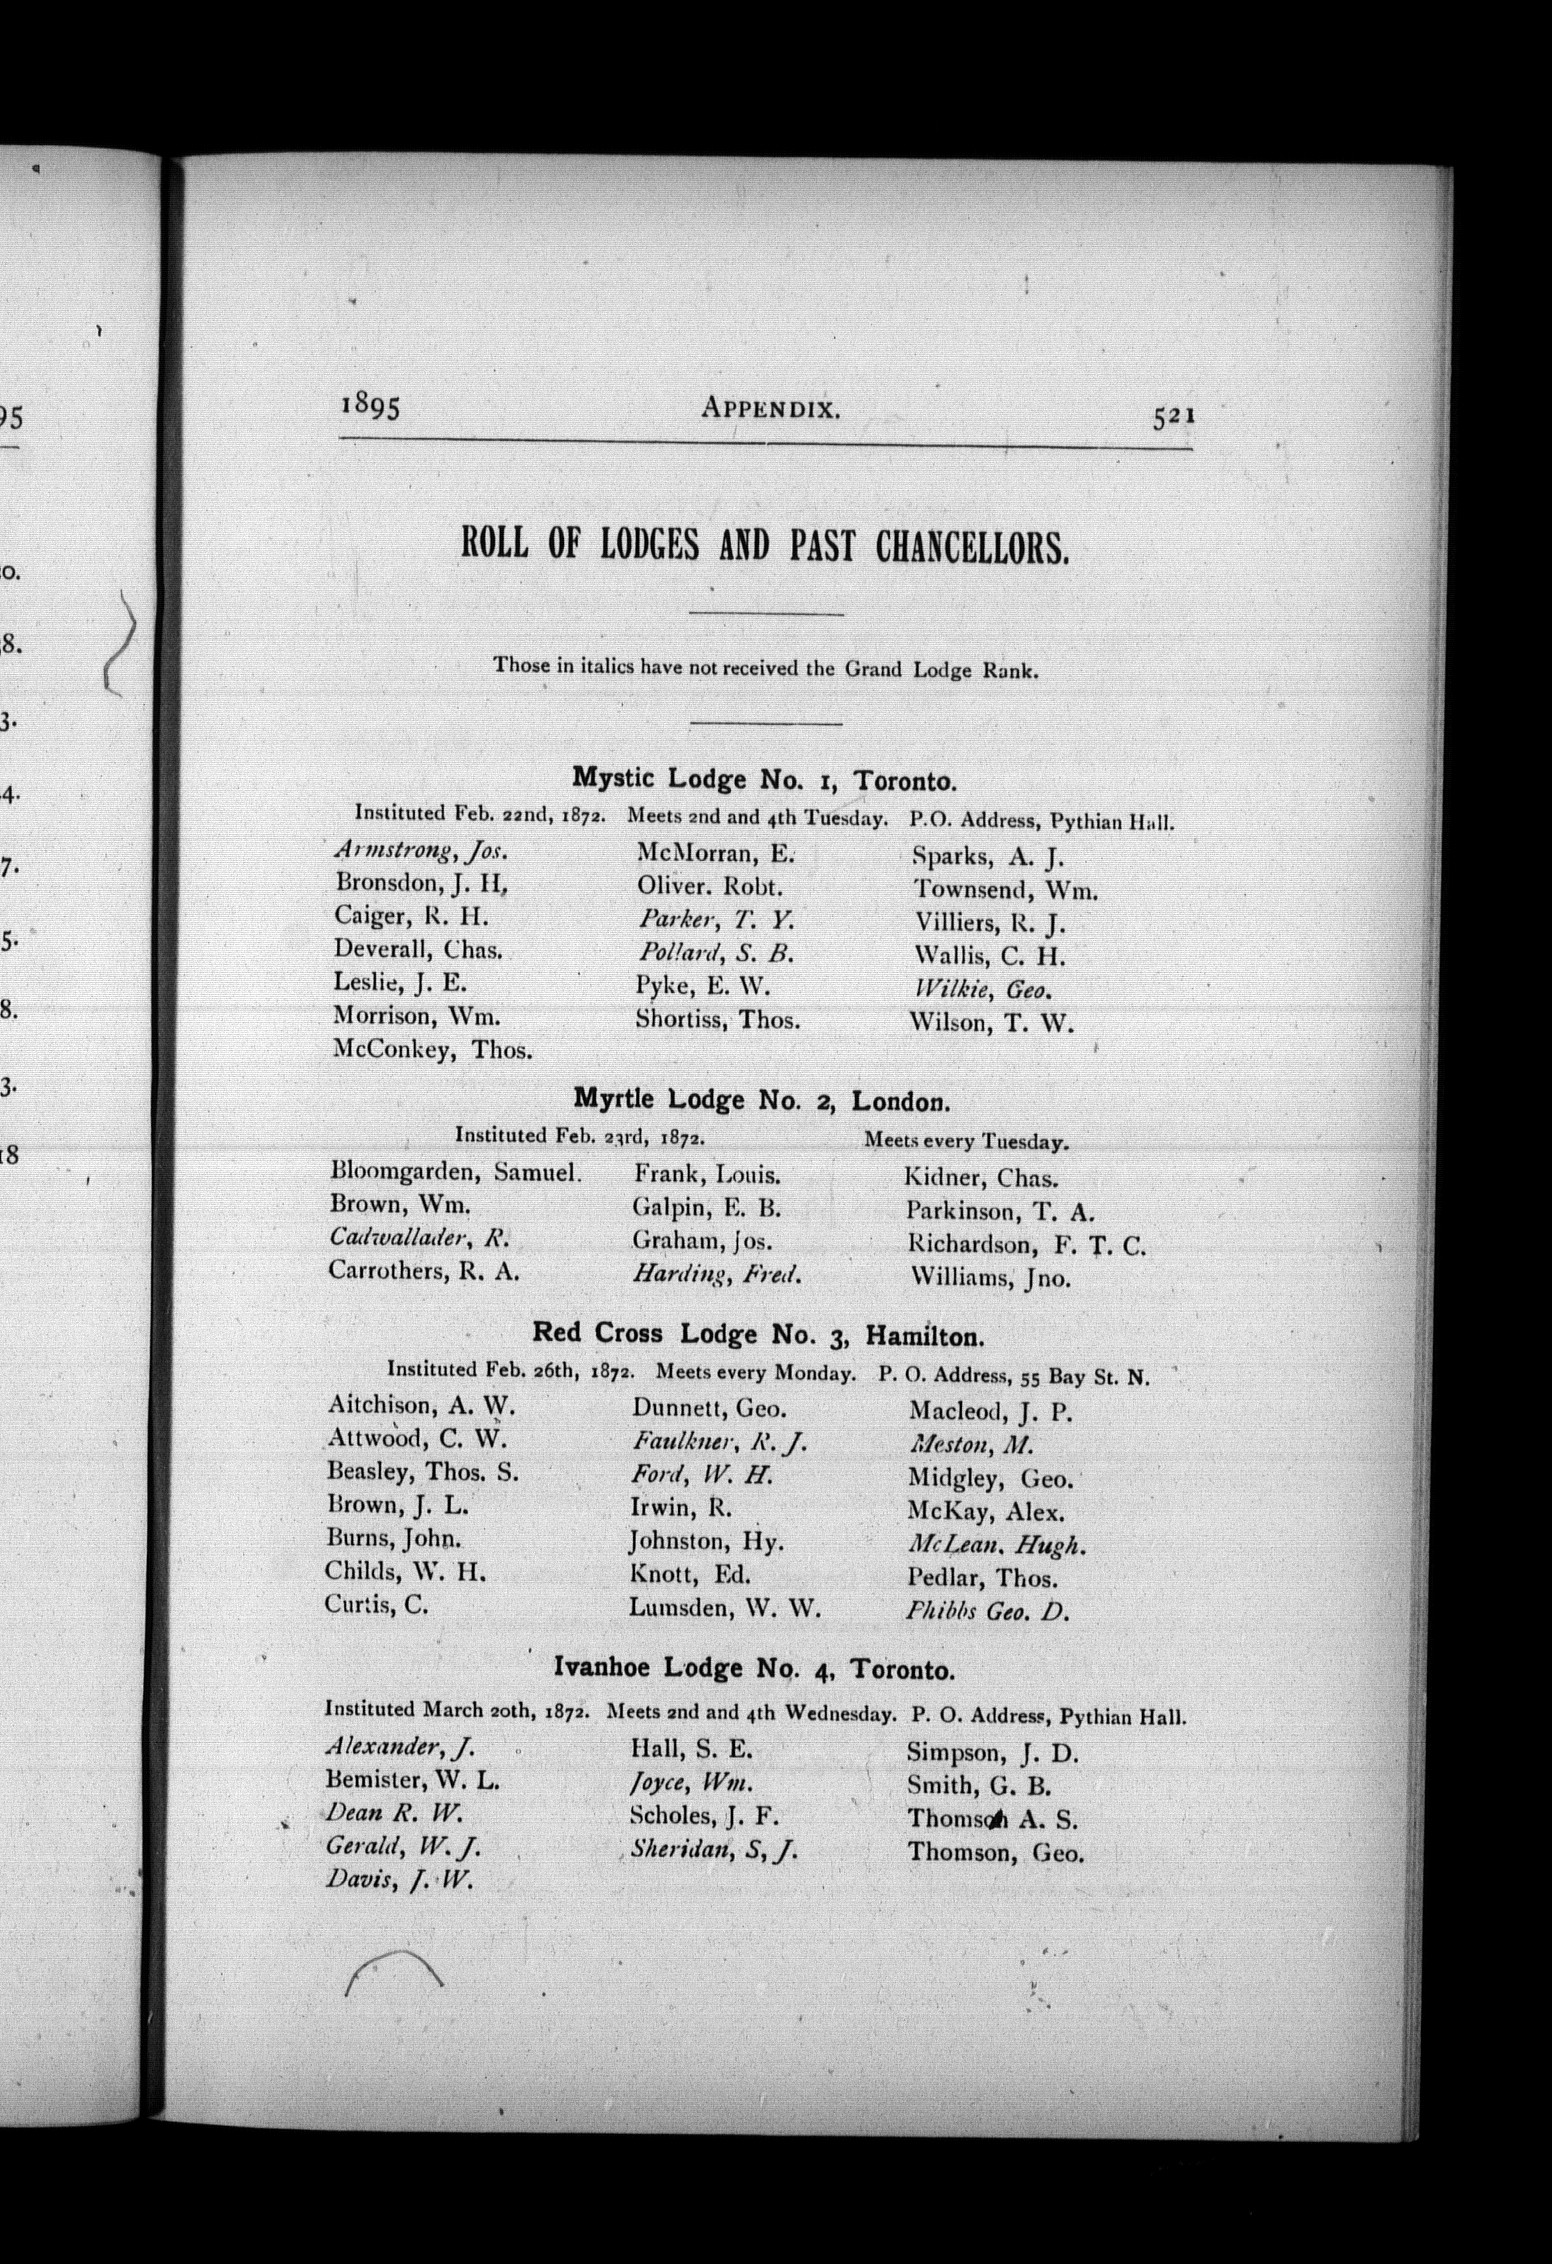 95
o.
8.
3.
4.
7.
5.
8.
3.
18
1895 APPENDIX. 521
ROLL OF LODGES AND PAST CHANCELLORS.
Those in italics have not received the Grand Lodge Rank.
Mystic Lodge No. 1, Toronto.
Instituted Feb. 22nd, 1872. Meets 2nd and 4th Tuesday. P.O. Address, Pythian Hall.
Armstrong, Jos. McMorran, E. Sparks, A. J.
Bronsdon, J. H, Oliver. Robt. Townsend, Wm.
Caiger, R. H. Parker, T. Y. Villiers, R. J.
Deverall, Chas. Pollard, S. B. Wallis, C. H.
Leslie, J. E. Pyke, E. W. Wilkie, Geo.
Morrison, Wm. Shortiss, Thos. Wilson, T. W.
McConkey, Thos.
Myrtle Lodge No. 2, London.
Instituted Feb. 23rd, 1872. Meets every Tuesday.
Bloomgarden, Samuel. Frank, Louis. Kidner, Chas.
Brown, Wm. Galpin, E. B. Parkinson, T. A.
Cadwallader, R. Graham, Jos. Richardson, F. T. C.
Carrothers, R. A. Harding, Fred. Williams, Jno.
Red Cross Lodge No. 3, Hamilton.
Instituted Feb. 26th, 1872. Meets every Monday. P. O. Address, 55 Bay St. N.
Aitchison, A. W. Dunnett, Geo. Macleod, J. P.
Attwood, C. W. Faulkner, R. J. Meston, M.
Beasley, Thos. S. Ford, W. H. Midgley, Geo.
Brown, J. L. Irwin, R. McKay, Alex.
Burns, John. Johnston, Hy. McLean. Hugh.
Childs, W. H. Knott, Ed. Pedlar, Thos.
Curtis, C. Lumsden, W. W. Phibbs Geo. D.
Ivanhoe Lodge No. 4, Toronto.
Instituted March 20th, 1872. Meets 2nd and 4th Wednesday. P. O. Address, Pythian Hall.
Alexander, J. Hall, S. E. Simpson, J. D.
Bemister, W. L. Joyce, Wm. Smith, G. B.
Dean R. W. Scholes, J. F. Thomson A. S.
Gerald, W. J. Sheridan, S, J. Thomson, Geo.
Davis, J. W.